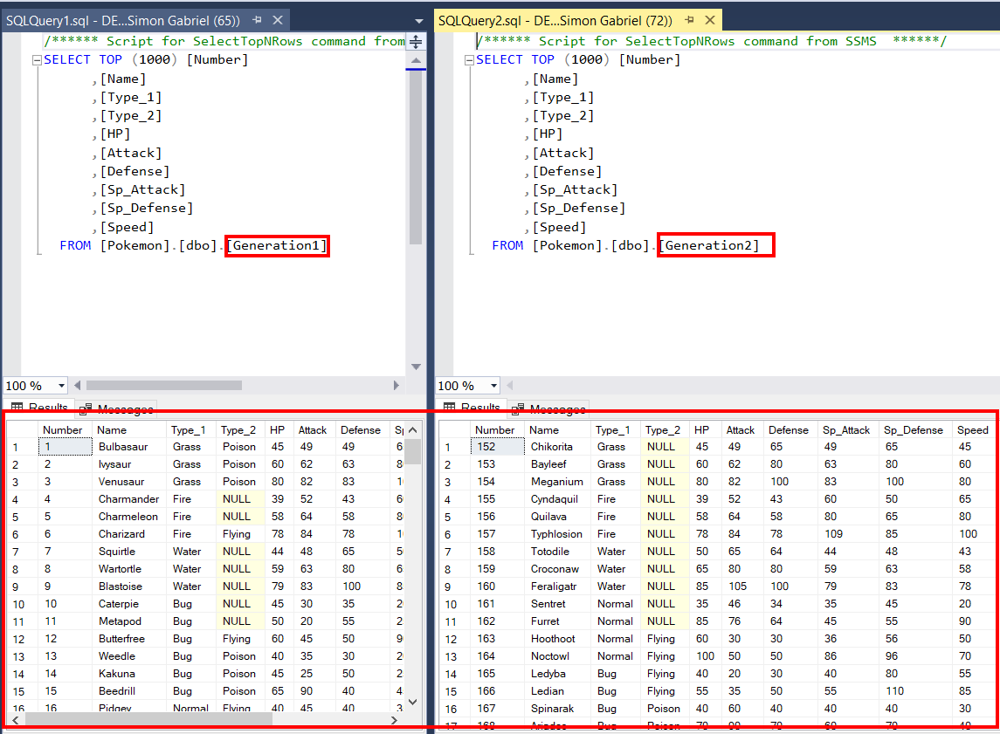 SQLQuery1.sql - DE...Simon Gabriel (65))
/****** Script for SelectTopNRows command from
SELECT TOP (1000) [Number]
,[Name]
,[Type_1]
,[Type_2]
,[HP]
,[Attack]
,[Defense]
,[Sp_Attack]
,[Sp_Defense]
,[Speed]
FROM [Pokemon].[dbo].[Generation1]
100 %
Results Messages
Number Name Type_1 Type_2 HP Attack Defense
1 1 Bulbasaur Grass Poison 45 49 49
2 2 Ivysaur Grass Poison 60 62 63
3 3 Venusaur Grass Poison 80 82 83
4 4 Charmander Fire NULL 39 52 43
5 5 Charmeleon Fire NULL 58 64 58
6 6 Charizard Fire Flying 78 84 78
7 7 Squirtle Water NULL 44 48 65
8 8 Wartortle Water NULL 59 63 80
9 9 Blastoise Water NULL 79 83 100
10 10 Caterpie Bug NULL 45 30 35
11 11 Metapod Bug NULL 50 20 55
12 12 Butterfree Bug Flying 60 45 50
13 13 Weedle Bug Poison 40 35 30
14 14 Kakuna Bug Poison 45 25 50
15 15 Beedrill Bug Poison 65 90 40
16 16 Pidgey Normal Flying 40 45 40
SQLQuery2.sql - DE...Simon Gabriel (72))
/****** Script for SelectTopNRows command from SSMS ******/
SELECT TOP (1000) [Number]
,[Name]
,[Type_1]
,[Type_2]
,[HP]
,[Attack]
,[Defense]
,[Sp_Attack]
,[Sp_Defense]
,[Speed]
FROM [Pokemon].[dbo].[Generation2]
100 %
Results Messages
Number Name Type_1 Type_2 HP Attack Defense Sp_Attack Sp_Defense Speed
1 152 Chikorita Grass NULL 45 49 65 49 65 45
2 153 Bayleef Grass NULL 60 62 80 63 80 60
3 154 Meganium Grass NULL 80 82 100 83 100 80
4 155 Cyndaquil Fire NULL 39 52 43 60 50 65
5 156 Quilava Fire NULL 58 64 58 80 65 80
6 157 Typhlosion Fire NULL 78 84 78 109 85 100
7 158 Totodile Water NULL 50 65 64 44 48 43
8 159 Croconaw Water NULL 65 80 80 59 63 58
9 160 Feraligatr Water NULL 85 105 100 79 83 78
10 161 Sentret Normal NULL 35 46 34 35 45 20
11 162 Furret Normal NULL 85 76 64 45 55 90
12 163 Hoothoot Normal Flying 60 30 30 36 56 50
13 164 Noctowl Normal Flying 100 50 50 86 96 70
14 165 Ledyba Bug Flying 40 20 30 40 80 55
15 166 Ledian Bug Flying 55 35 50 55 110 85
16 167 Spinarak Bug Poison 40 60 40 40 40 30
17 168 Ariados Bug Poison 70 90 70 60 70 40